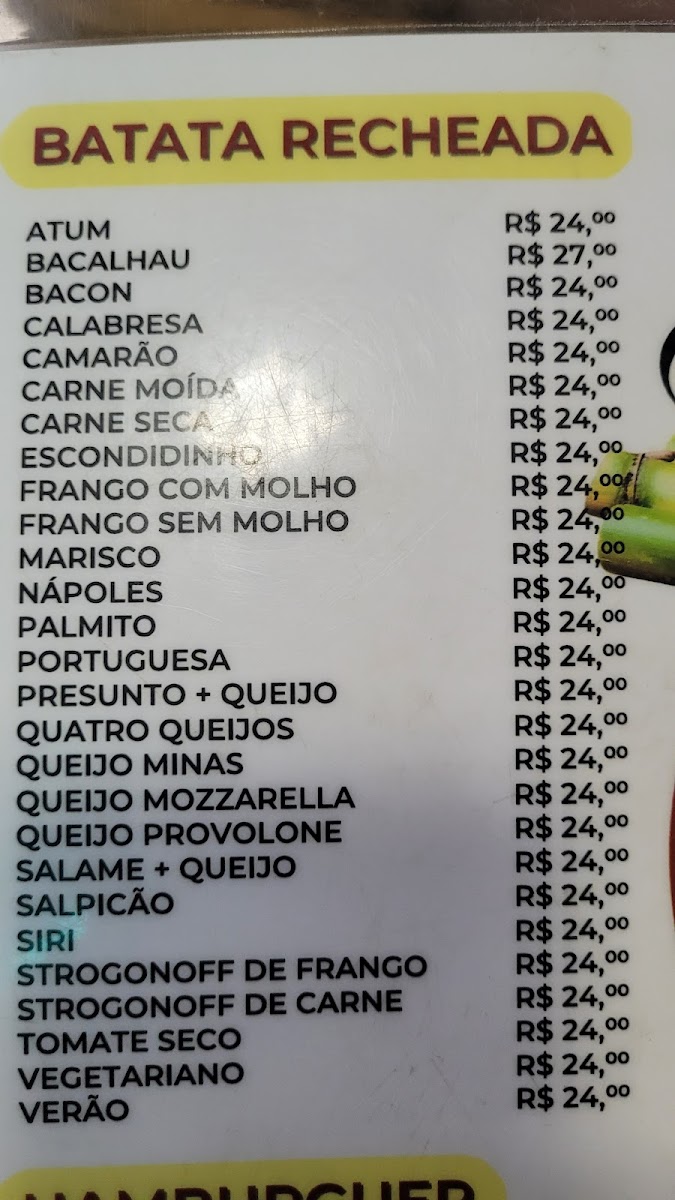 BATATA RECHEADA
ATUM R$ 24,00
BACALHAU R$ 27,00
BACON R$ 24,00
CALABRESA R$ 24,00
CAMARÃO R$ 24,00
CARNE MOÍDA R$ 24,00
CARNE SECA R$ 24,00
ESCONDIDINHO R$ 24,00
FRANGO COM MOLHO R$ 24,00
FRANGO SEM MOLHO R$ 24,00
MARISCO R$ 24,00
NÁPOLES R$ 24,00
PALMITO R$ 24,00
PORTUGUESA R$ 24,00
PRESUNTO + QUEIJO R$ 24,00
QUATRO QUEIJOS R$ 24,00
QUEIJO MINAS R$ 24,00
QUEIJO MOZZARELLA R$ 24,00
QUEIJO PROVOLONE R$ 24,00
SALAME + QUEIJO R$ 24,00
SALPICÃO R$ 24,00
SIRI R$ 24,00
STROGONOFF DE FRANGO R$ 24,00
STROGONOFF DE CARNE R$ 24,00
TOMATE SECO R$ 24,00
VEGETARIANO R$ 24,00
VERÃO R$ 24,00
HAMBURGUER